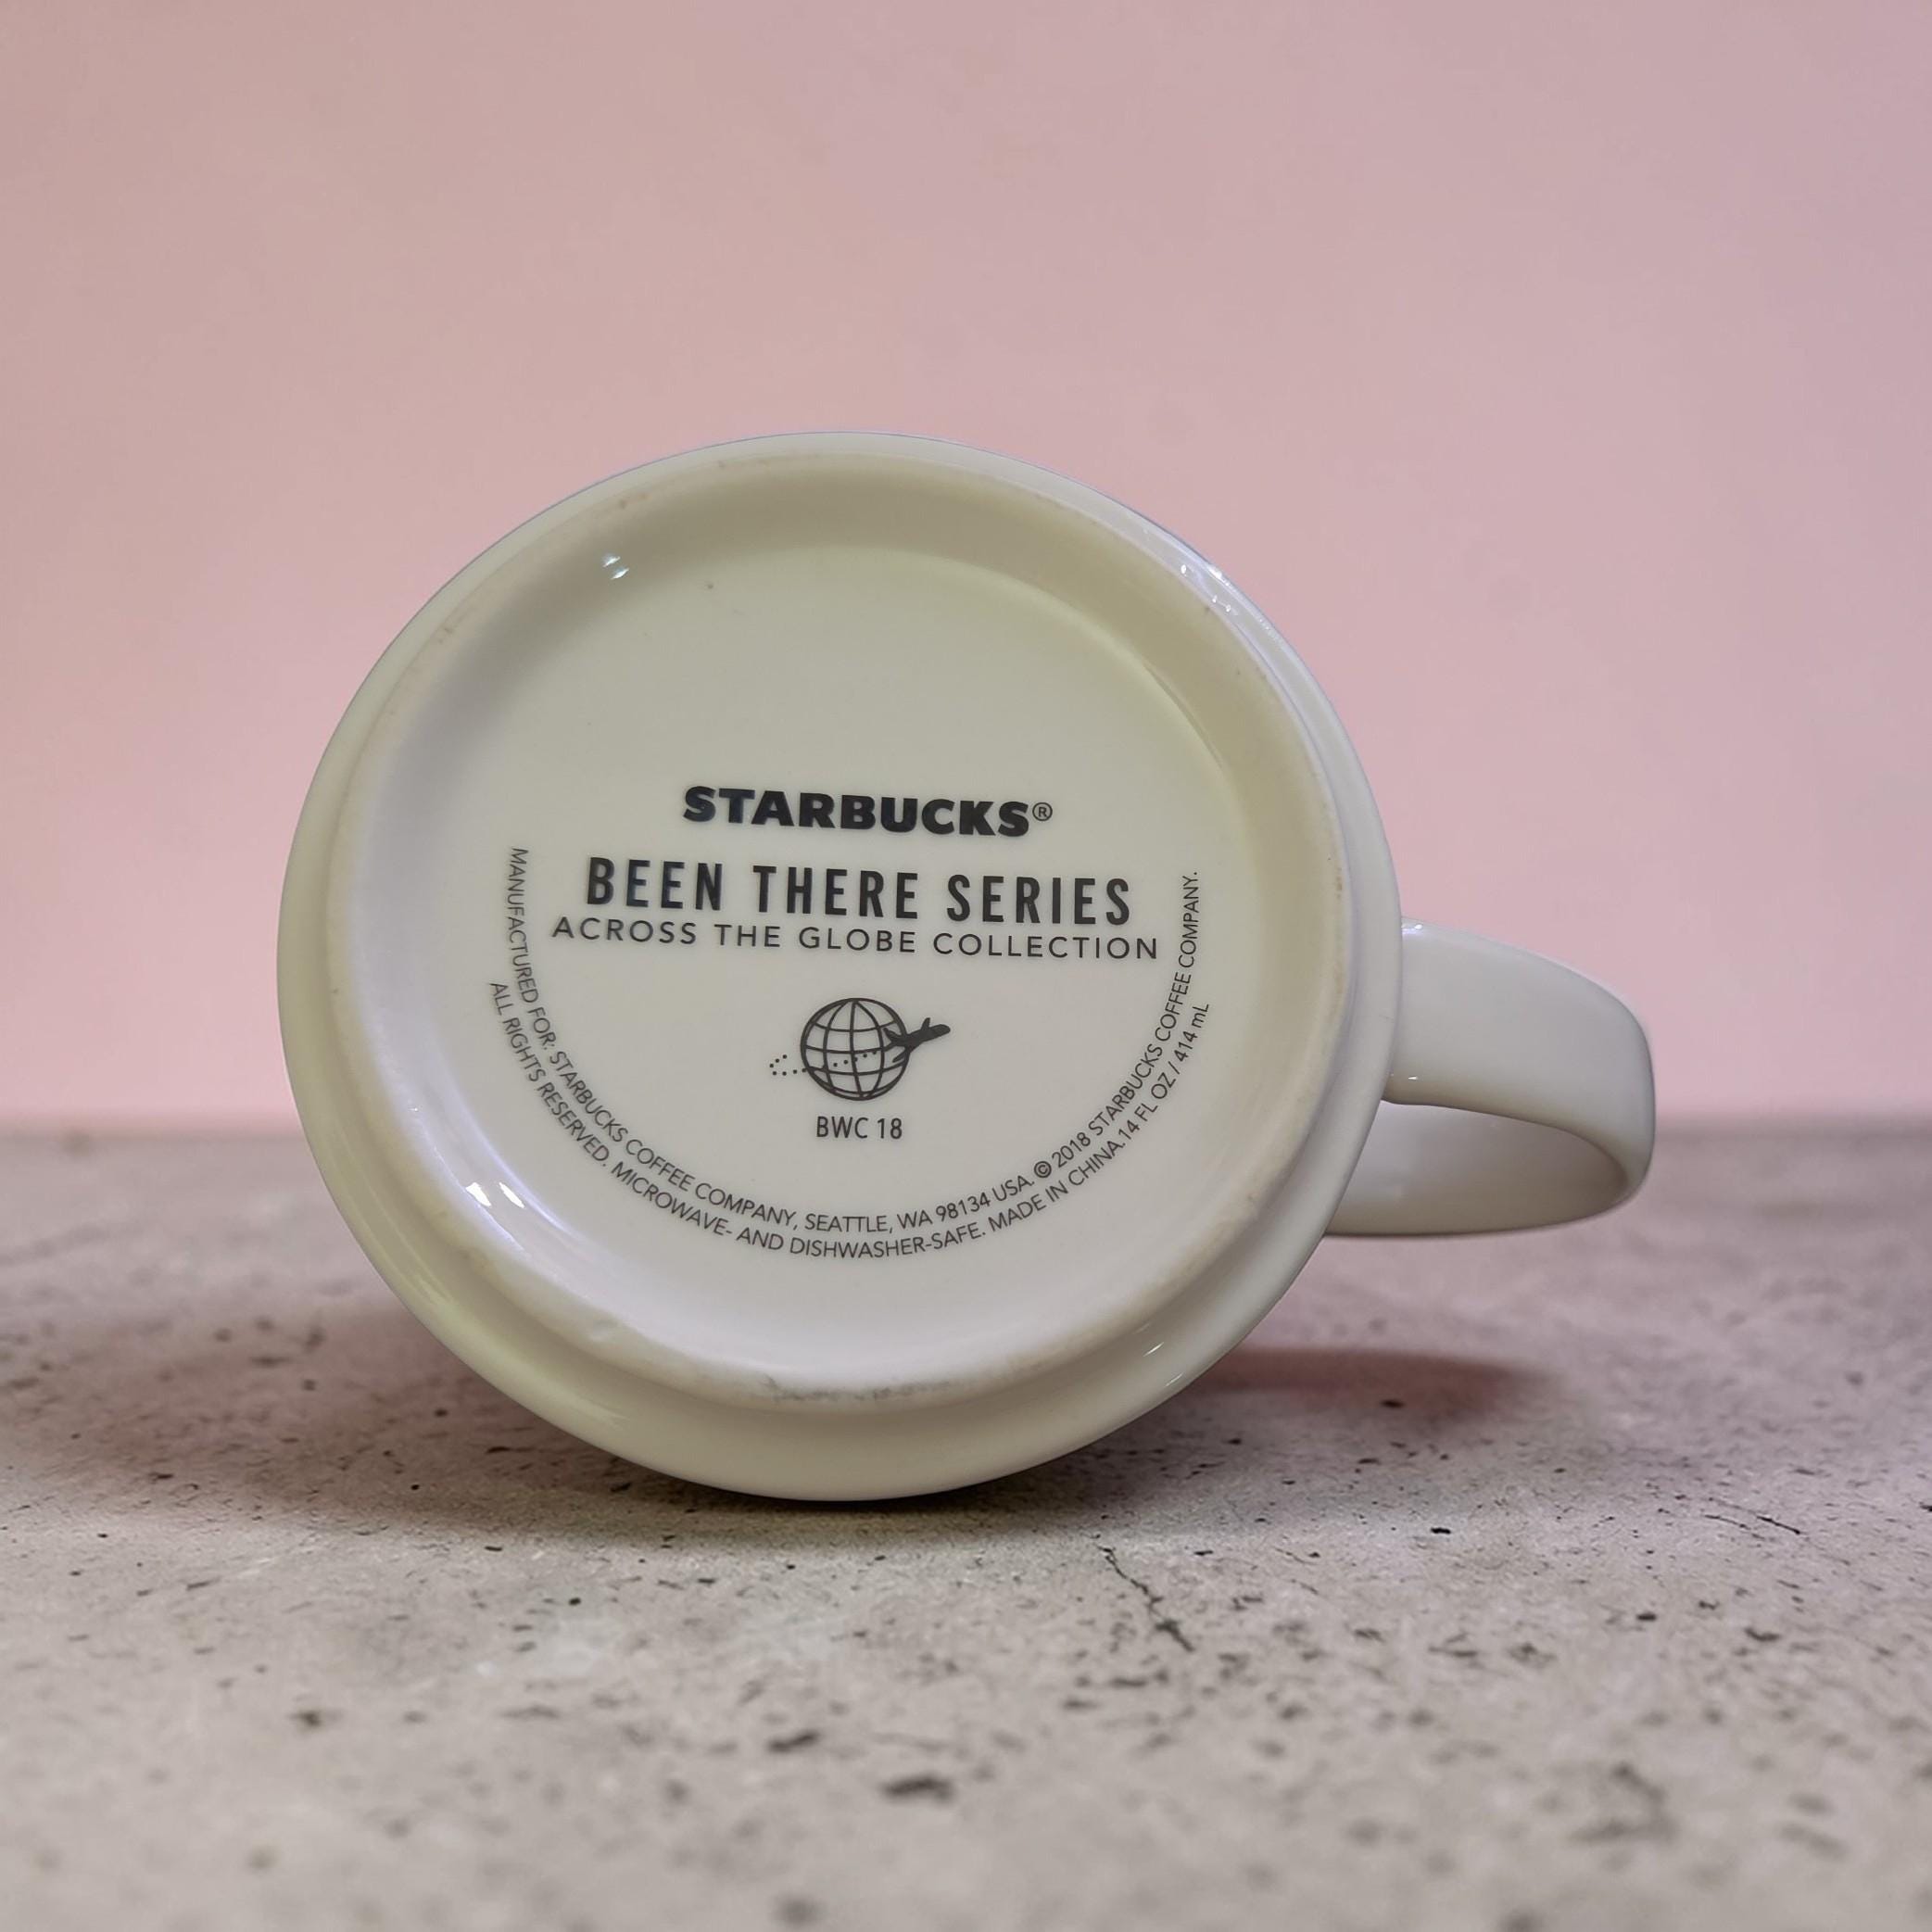 STARBUCKS®
BEEN THERE SERIES
ACROSS THE GLOBE COLLECTION
BWC 18
MANUFACTURED FOR: STARBUCKS COFFEE COMPANY, SEATTLE, WA 98134 USA. © 2018 STARBUCKS COFFEE COMPANY.
ALL RIGHTS RESERVED. MICROWAVE- AND DISHWASHER-SAFE. MADE IN CHINA.14 FL OZ / 414 mL